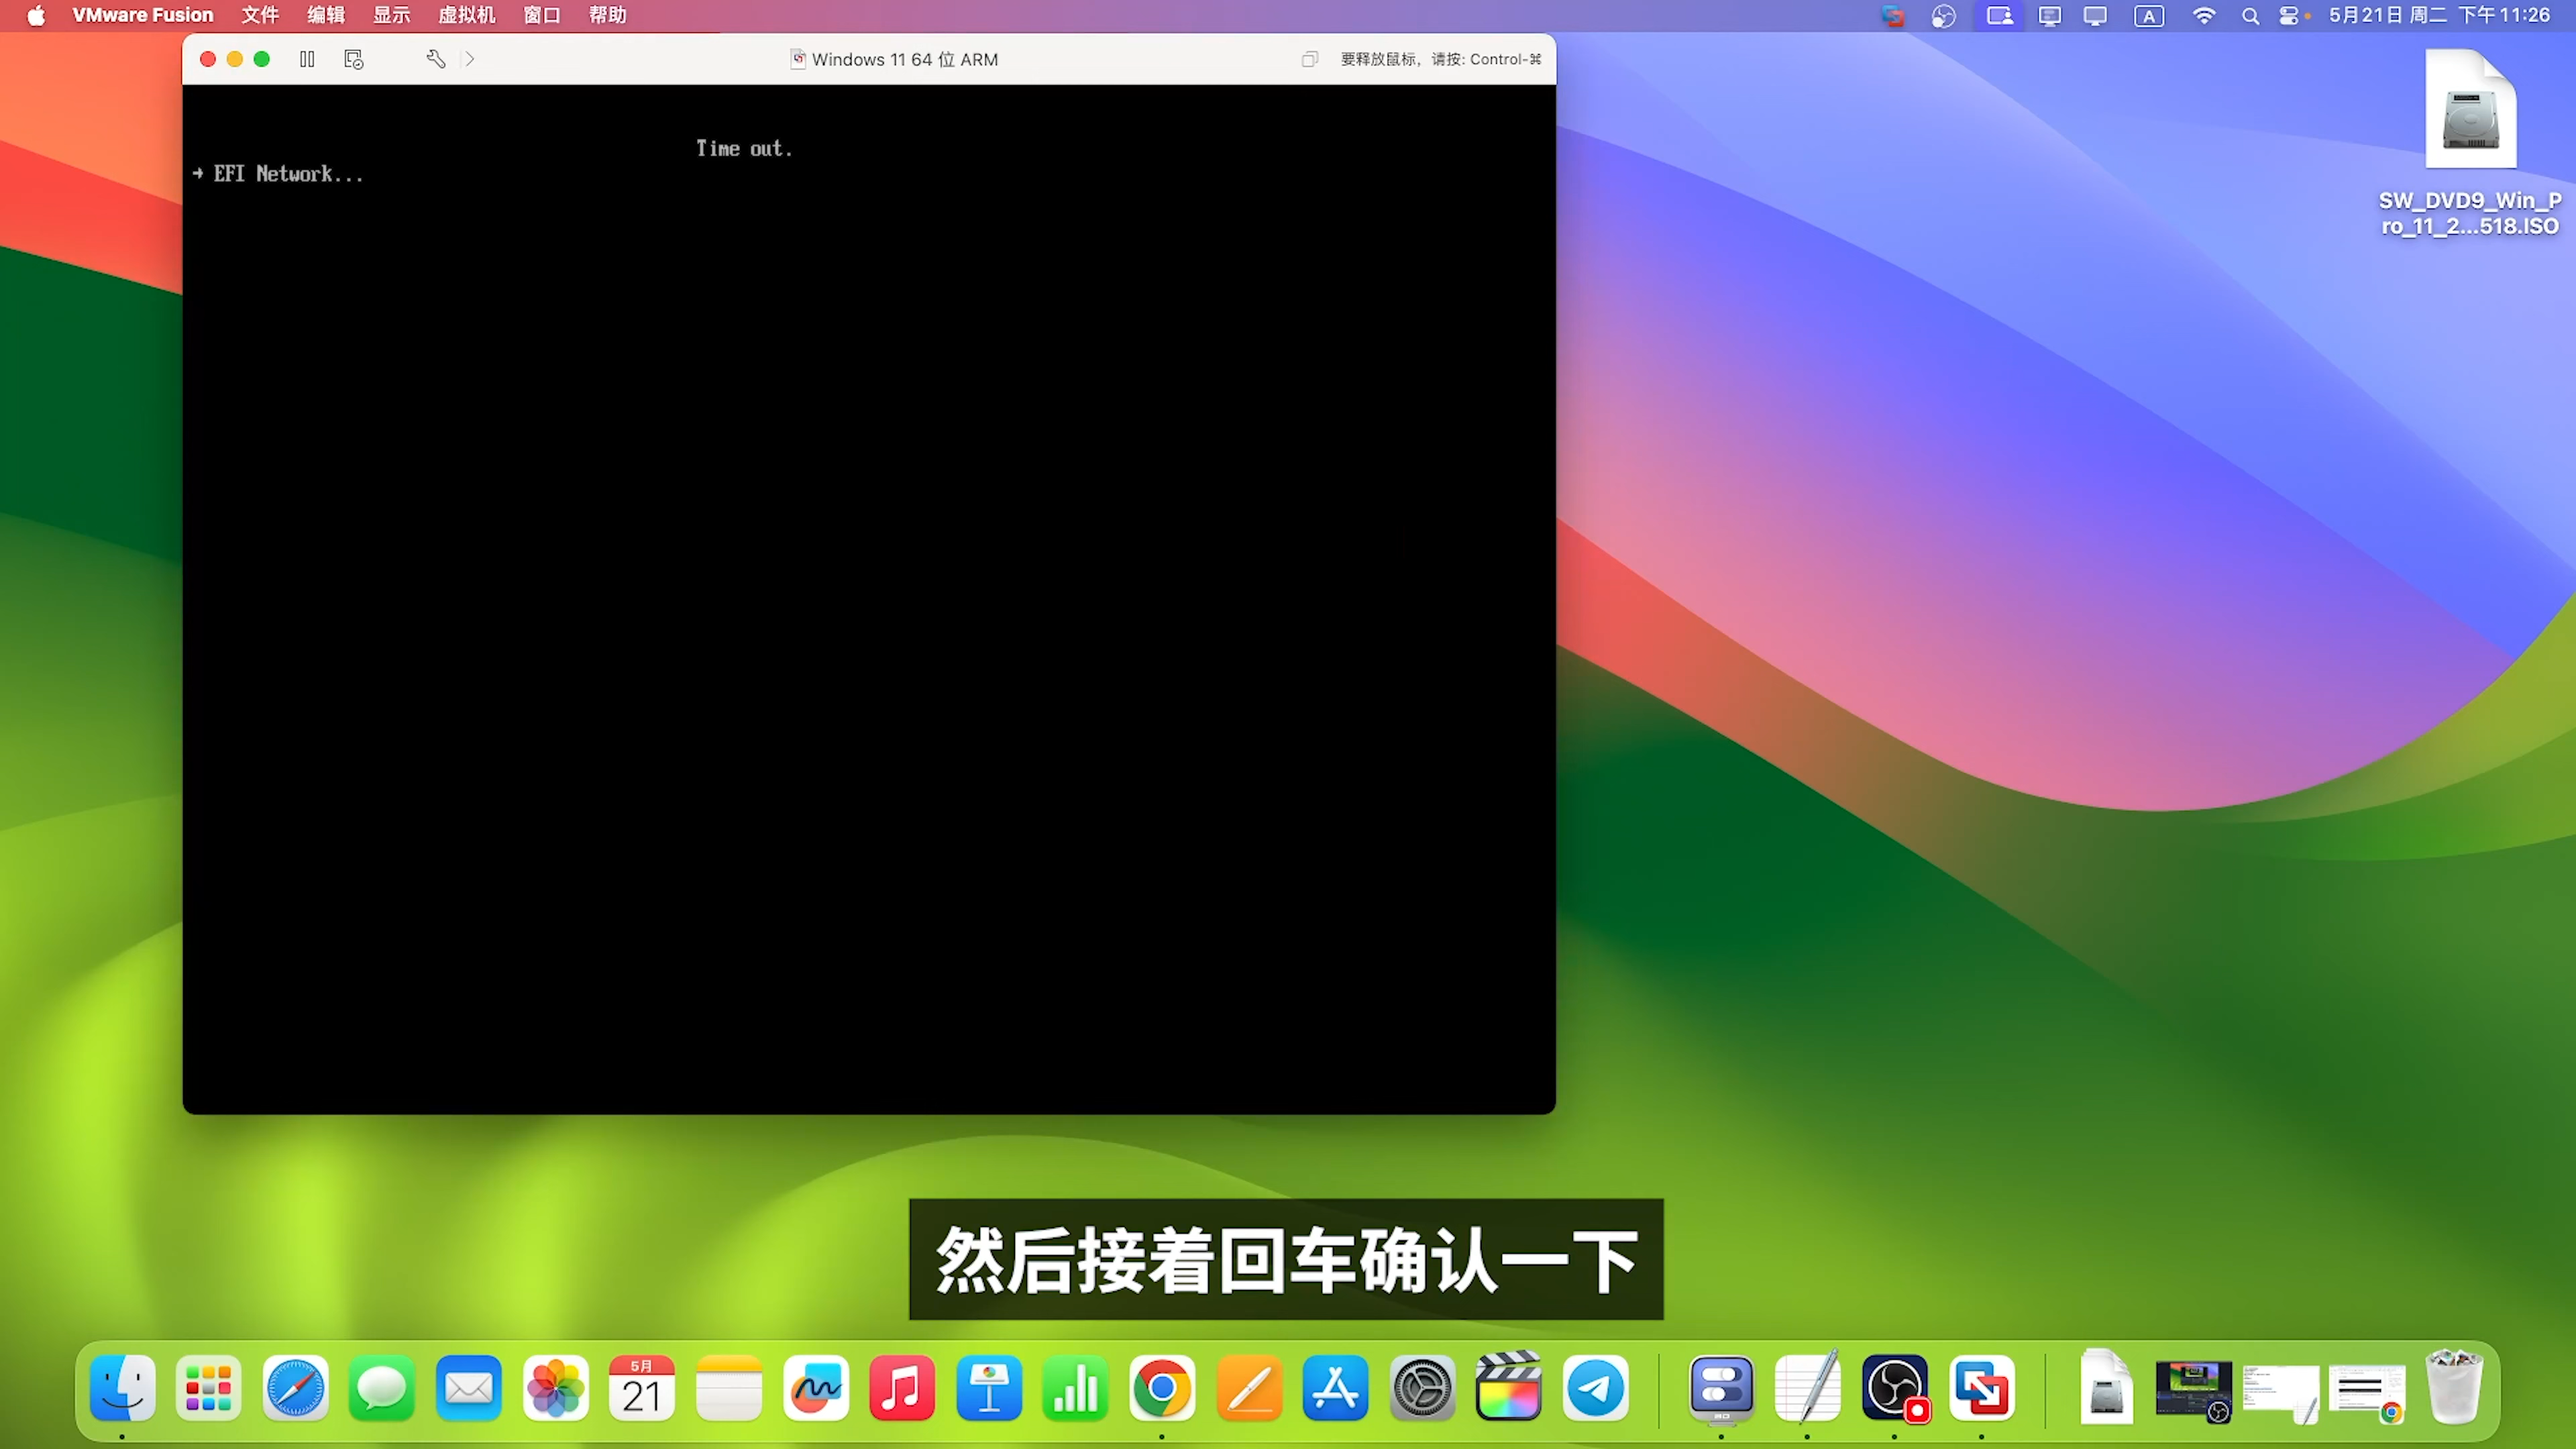 VMware Fusion 文件 编辑 显示 虚拟机 窗口 帮助 A 5月21日 周二 下午11:26
Windows 11 64 位 ARM 要释放鼠标，请按: Control-⌘
Time out.
→ EFI Network...
SW_DVD9_Win_P
ro_11_2...518.ISO
然后接着回车确认一下
5月
21